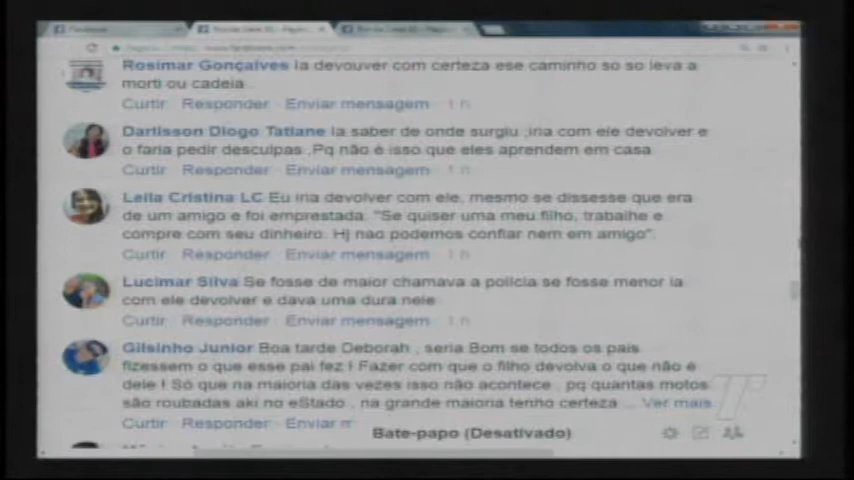 Rosimar Gonçalves Ia devouver com certeza ese caminho so so leva a
morti ou cadeia
Curtir Responder Enviar mensagem 1 h
Darlisson Diogo Tatiane Ia saber de onde surgiu ,iria com ele devolver e
o faria pedir desculpas ,Pq não é isso que eles aprendem em casa
Curtir Responder Enviar mensagem 1 h
Leila Cristina LC Eu iria devolver com ele, mesmo se dissesse que era
de um amigo e foi emprestada. "Se quiser uma meu filho, trabalhe e
compre com seu dinheiro. Hj nao podemos confiar nem em amigo".
Curtir Responder Enviar mensagem 1 h
Lucimar Silva Se fosse de maior chamava a policia se fosse menor ia
com ele devolver e dava uma dura nele
Curtir Responder Enviar mensagem 1 h
Gilsinho Junior Boa tarde Deborah , seria Bom se todos os pais
fizessem o que esse pai fez ! Fazer com que o filho devolva o que não é
dele ! Só que na maioria das vezes isso não acontece , pq quantas motos
são roubadas aki no eStado , na grande maioria tenho certeza ... Ver mais
Curtir Responder Enviar m
Bate-papo (Desativado)